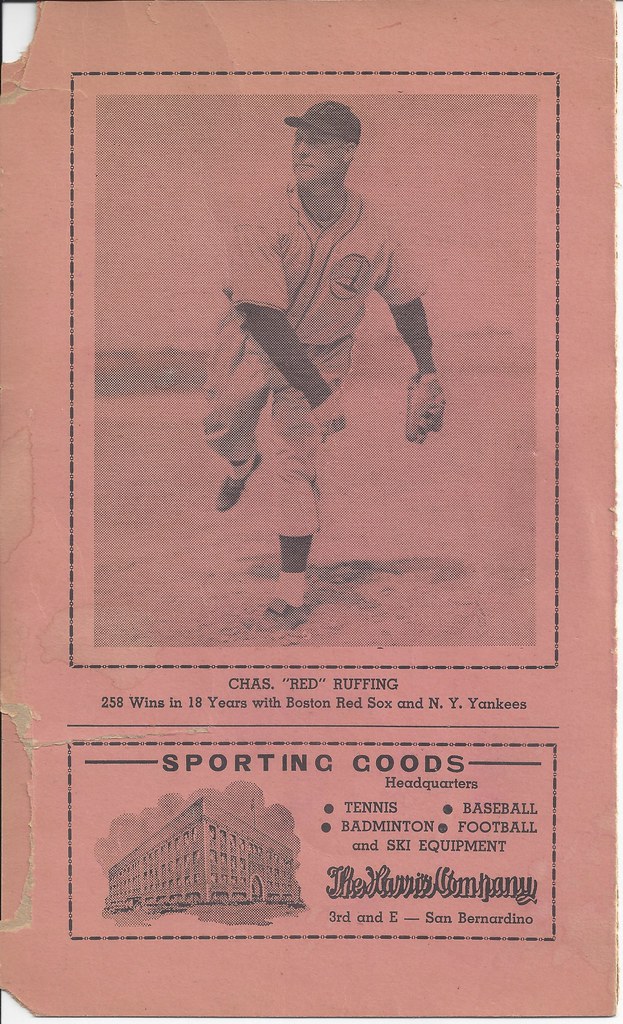 CHAS. "RED" RUFFING
258 Wins in 18 Years with Boston Red Sox and N. Y. Yankees
SPORTING GOODS
Headquarters
● TENNIS ● BASEBALL
● BADMINTON ● FOOTBALL
and SKI EQUIPMENT
The Harris Company
3rd and E — San Bernardino